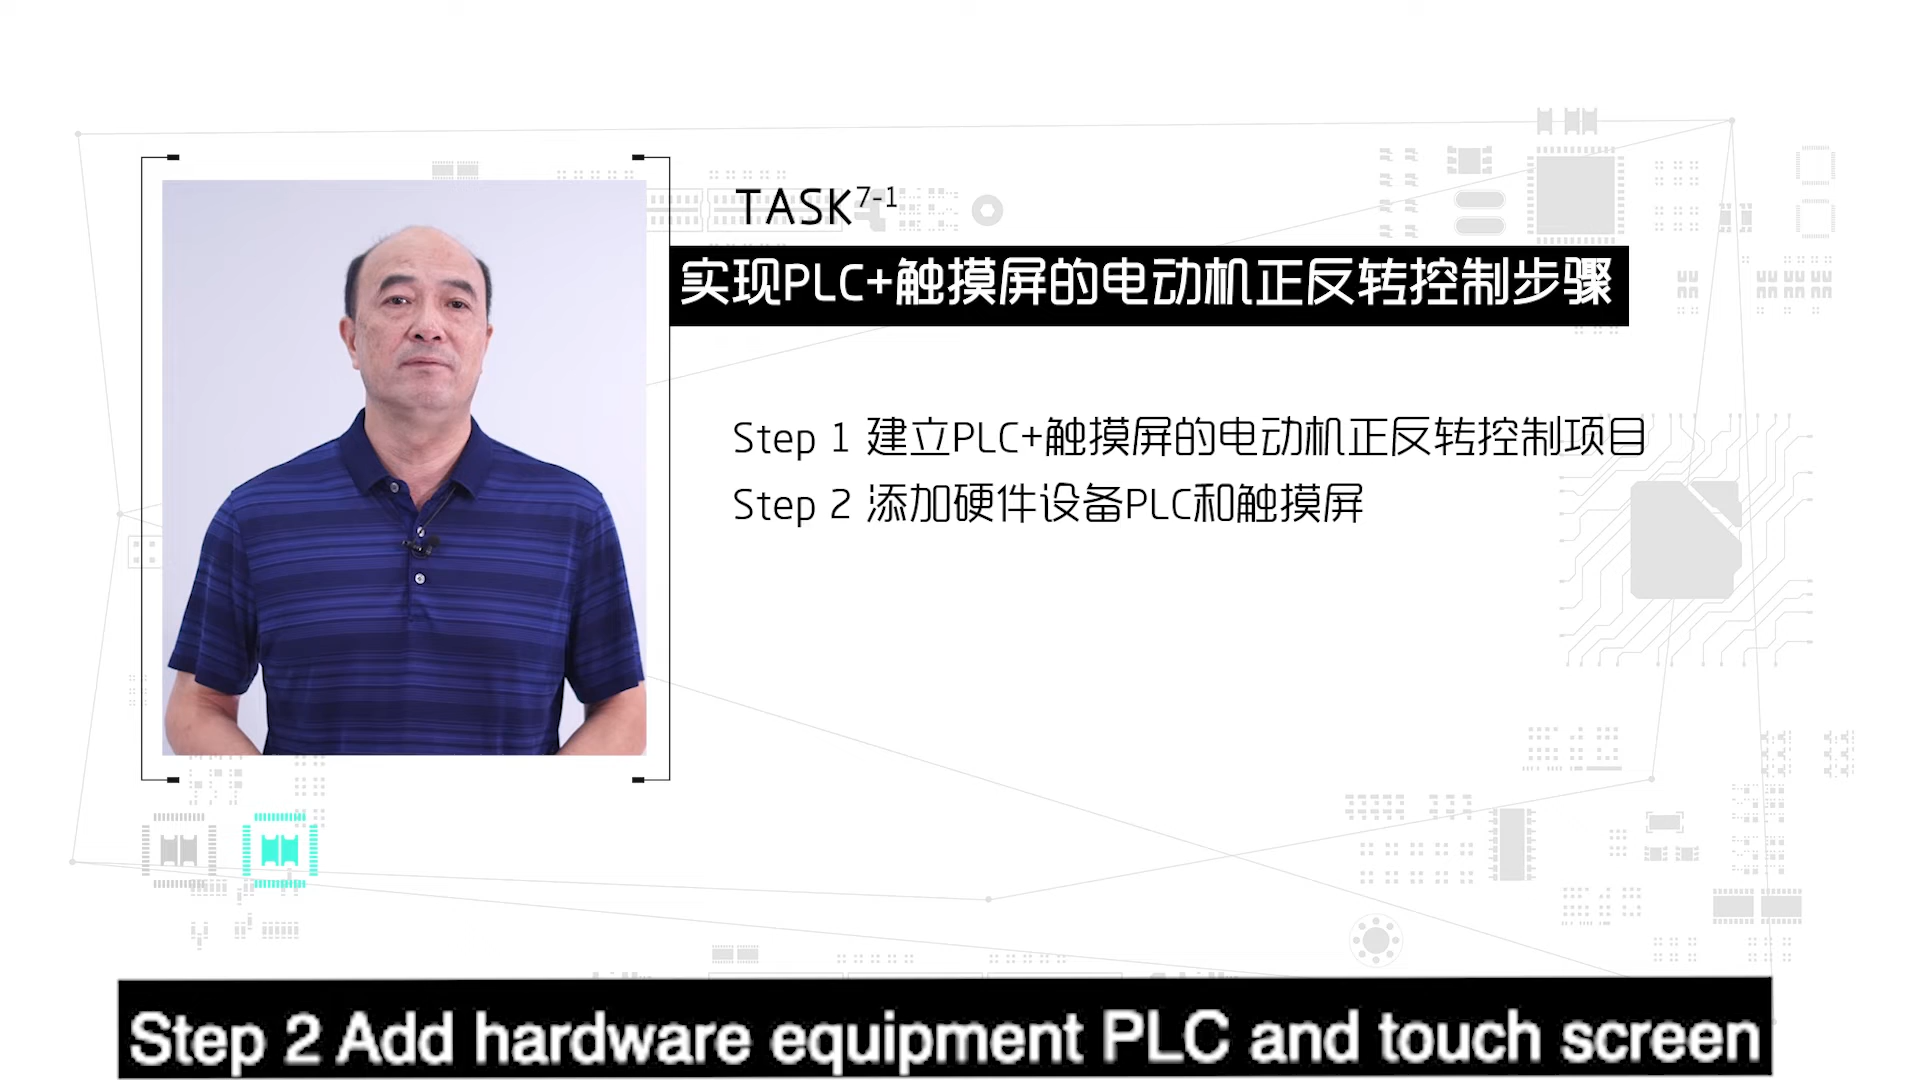 TASK 7-1
实现PLC+触摸屏的电动机正反转控制步骤
Step 1 建立PLC+触摸屏的电动机正反转控制项目
Step 2 添加硬件设备PLC和触摸屏
Step 2 Add hardware equipment PLC and touch screen